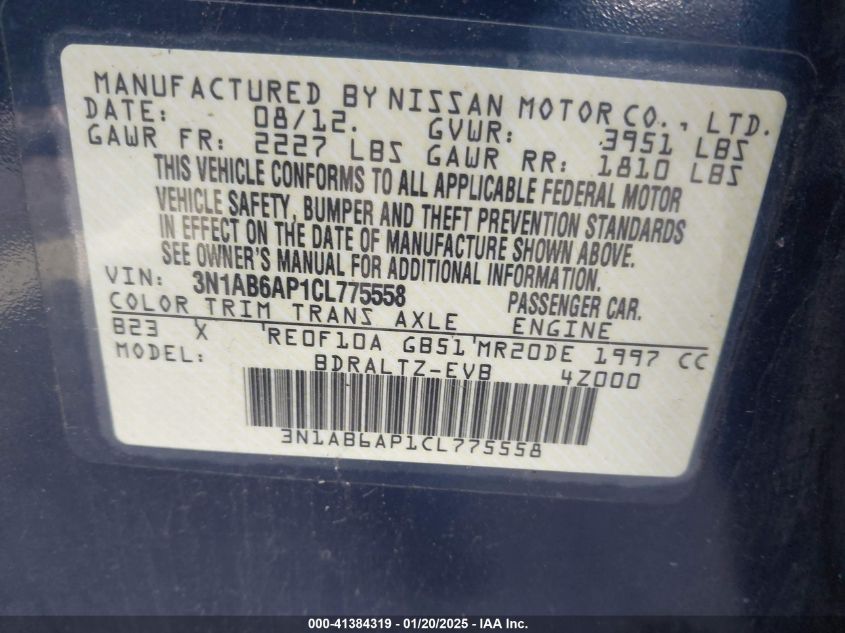 MANUFACTURED BY NISSAN MOTOR CO., LTD.
DATE: 08/12. GVWR: 3951 LBS
GAWR FR: 2227 LBS GAWR RR: 1810 LBS
THIS VEHICLE CONFORMS TO ALL APPLICABLE FEDERAL MOTOR
VEHICLE SAFETY, BUMPER AND THEFT PREVENTION STANDARDS
IN EFFECT ON THE DATE OF MANUFACTURE SHOWN ABOVE.
SEE OWNER'S MANUAL FOR ADDITIONAL INFORMATION.
VIN: 3N1AB6AP1CL775558 PASSENGER CAR.
COLOR TRIM TRANS AXLE ENGINE
B23 X RE0F10A GB51 MR20DE 1997 CC
MODEL: BDRALTZ-EVB 4Z000
3N1AB6AP1CL775558
000-41384319 — 01/20/2025 — IAA Inc.